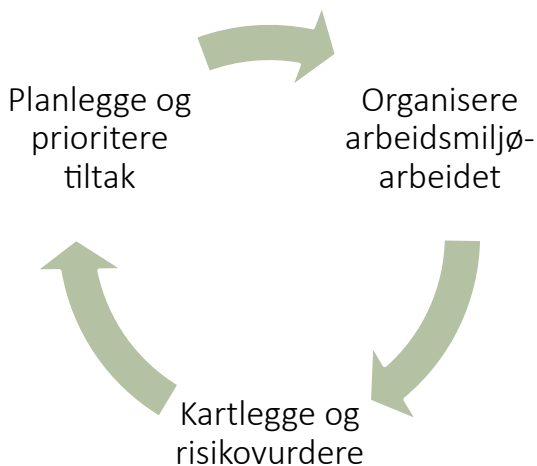 Planlegge og
prioritere
tiltak
Organisere
arbeidsmiljø-
arbeidet
Kartlegge og
risikovurdere